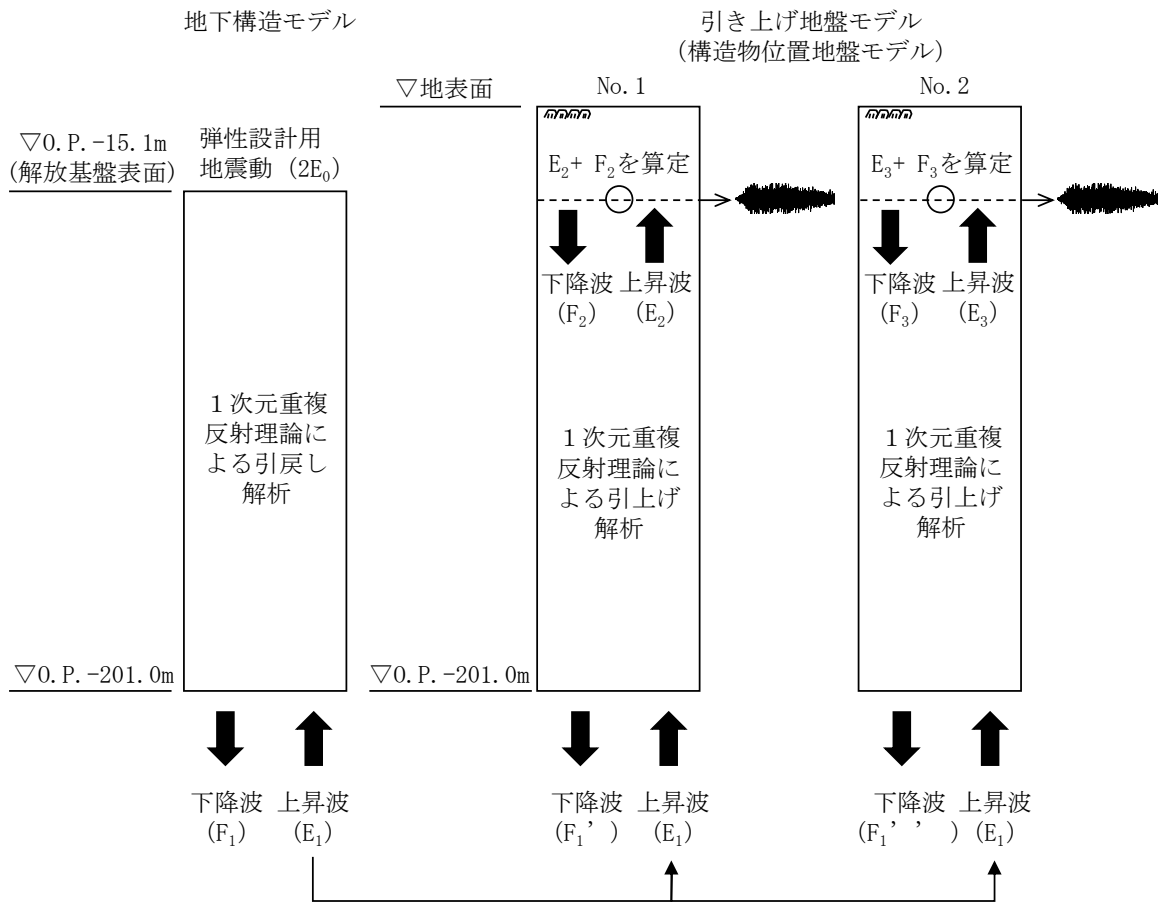 地下構造モデル
引き上げ地盤モデル
(構造物位置地盤モデル)
▽地表面
No.1
No.2
▽O.P.-15.1m
(解放基盤表面)
弾性設計用
地震動 (2E₀)
E₂+ F₂を算定
E₃+ F₃を算定
下降波 上昇波
(F₂) (E₂)
下降波 上昇波
(F₃) (E₃)
1次元重複
反射理論に
よる引戻し
解析
1次元重複
反射理論に
よる引上げ
解析
1次元重複
反射理論に
よる引上げ
解析
▽O.P.-201.0m
▽O.P.-201.0m
下降波 上昇波
(F₁) (E₁)
下降波 上昇波
(F₁’) (E₁)
下降波 上昇波
(F₁’’) (E₁)